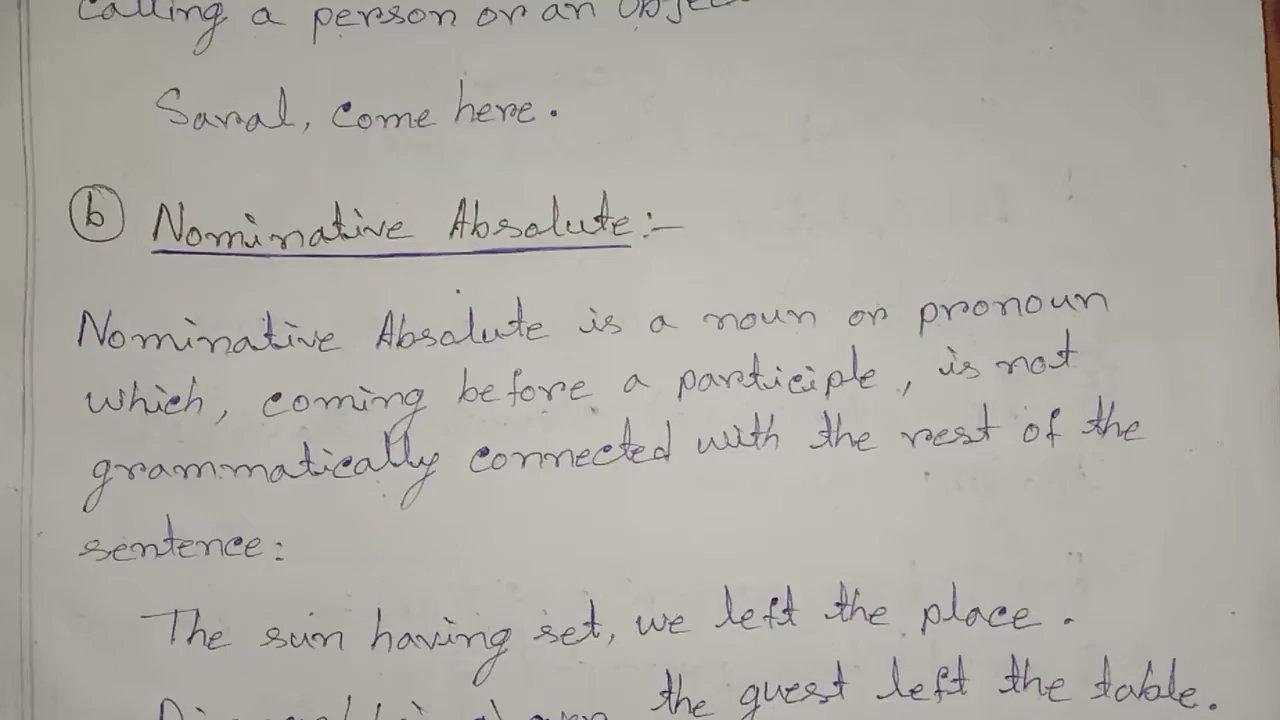 calling a person or an
Saral, come here.
(b) Nominative Absolute:-
Nominative Absolute is a noun or pronoun
which, coming before a participle, is not
grammatically connected with the rest of the
sentence:
The sun having set, we left the place.
the guest left the table.